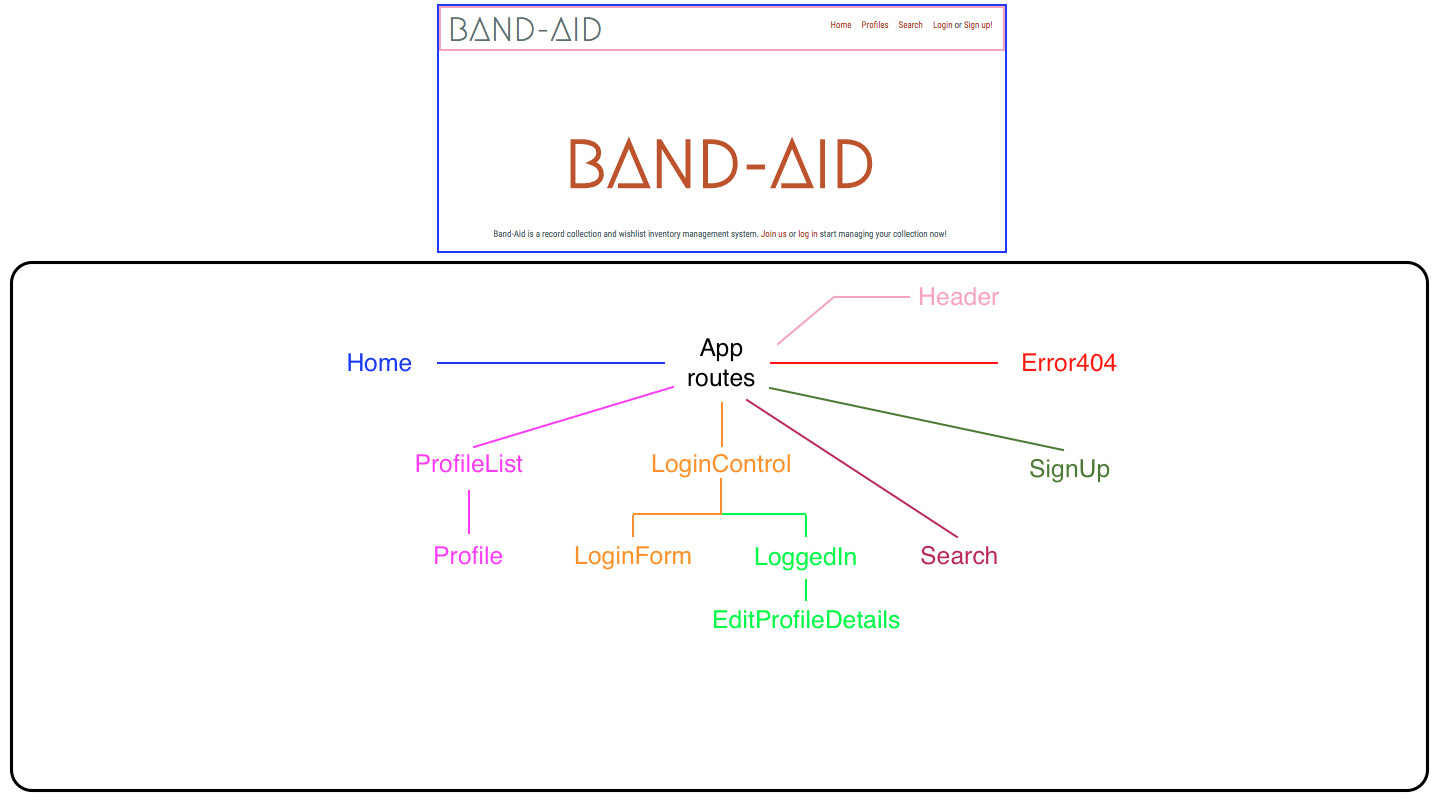 BAND-AID
Home Profiles Search Login or Sign up!
BAND-AID
Band-Aid is a record collection and wishlist inventory management system. Join us or log in start managing your collection now!
Header
App
routes
Home
Error404
ProfileList
LoginControl
SignUp
Profile
LoginForm
LoggedIn
Search
EditProfileDetails